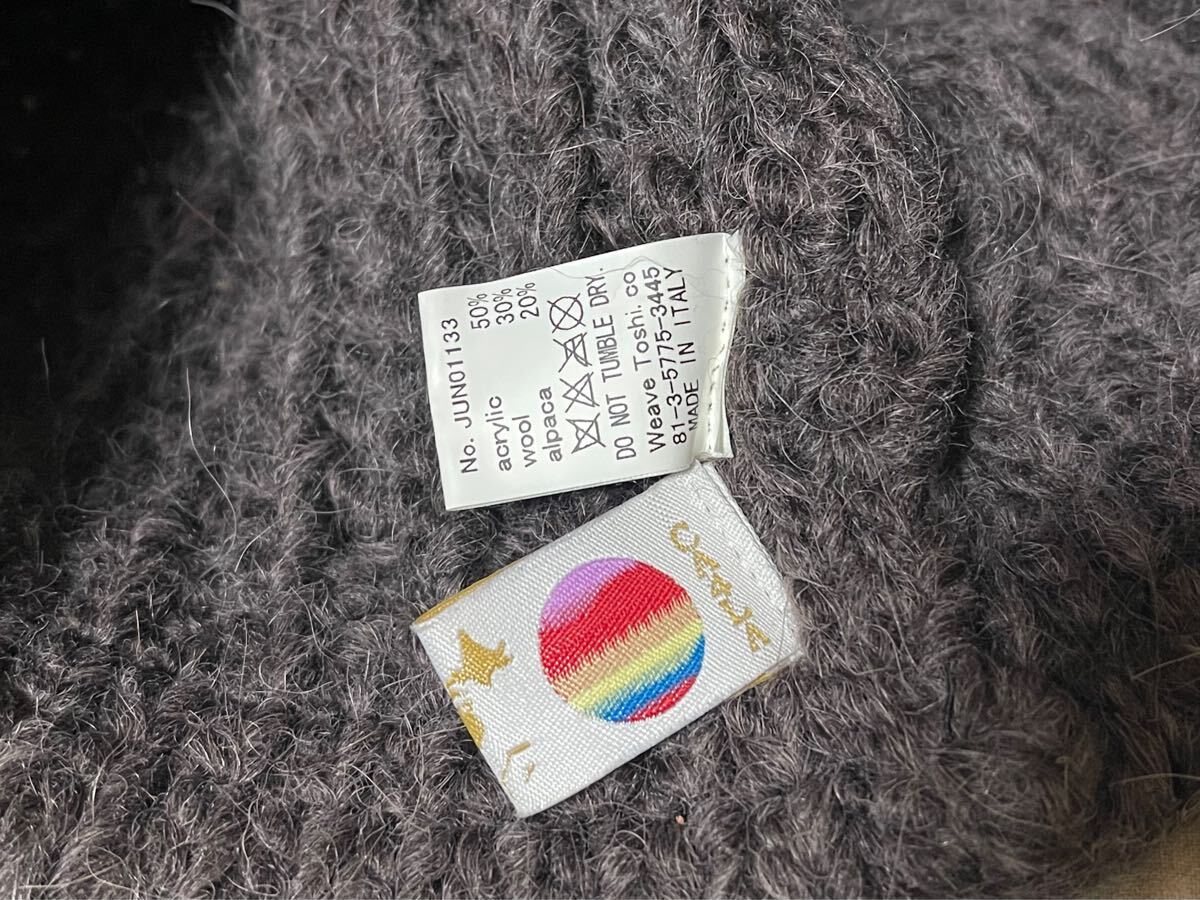 No. JUN01133
acrylic 50%
wool 30%
alpaca 20%
DO NOT TUMBLE DRY.
Weave Toshi. co
81-3-5775-3445
MADE IN ITALY